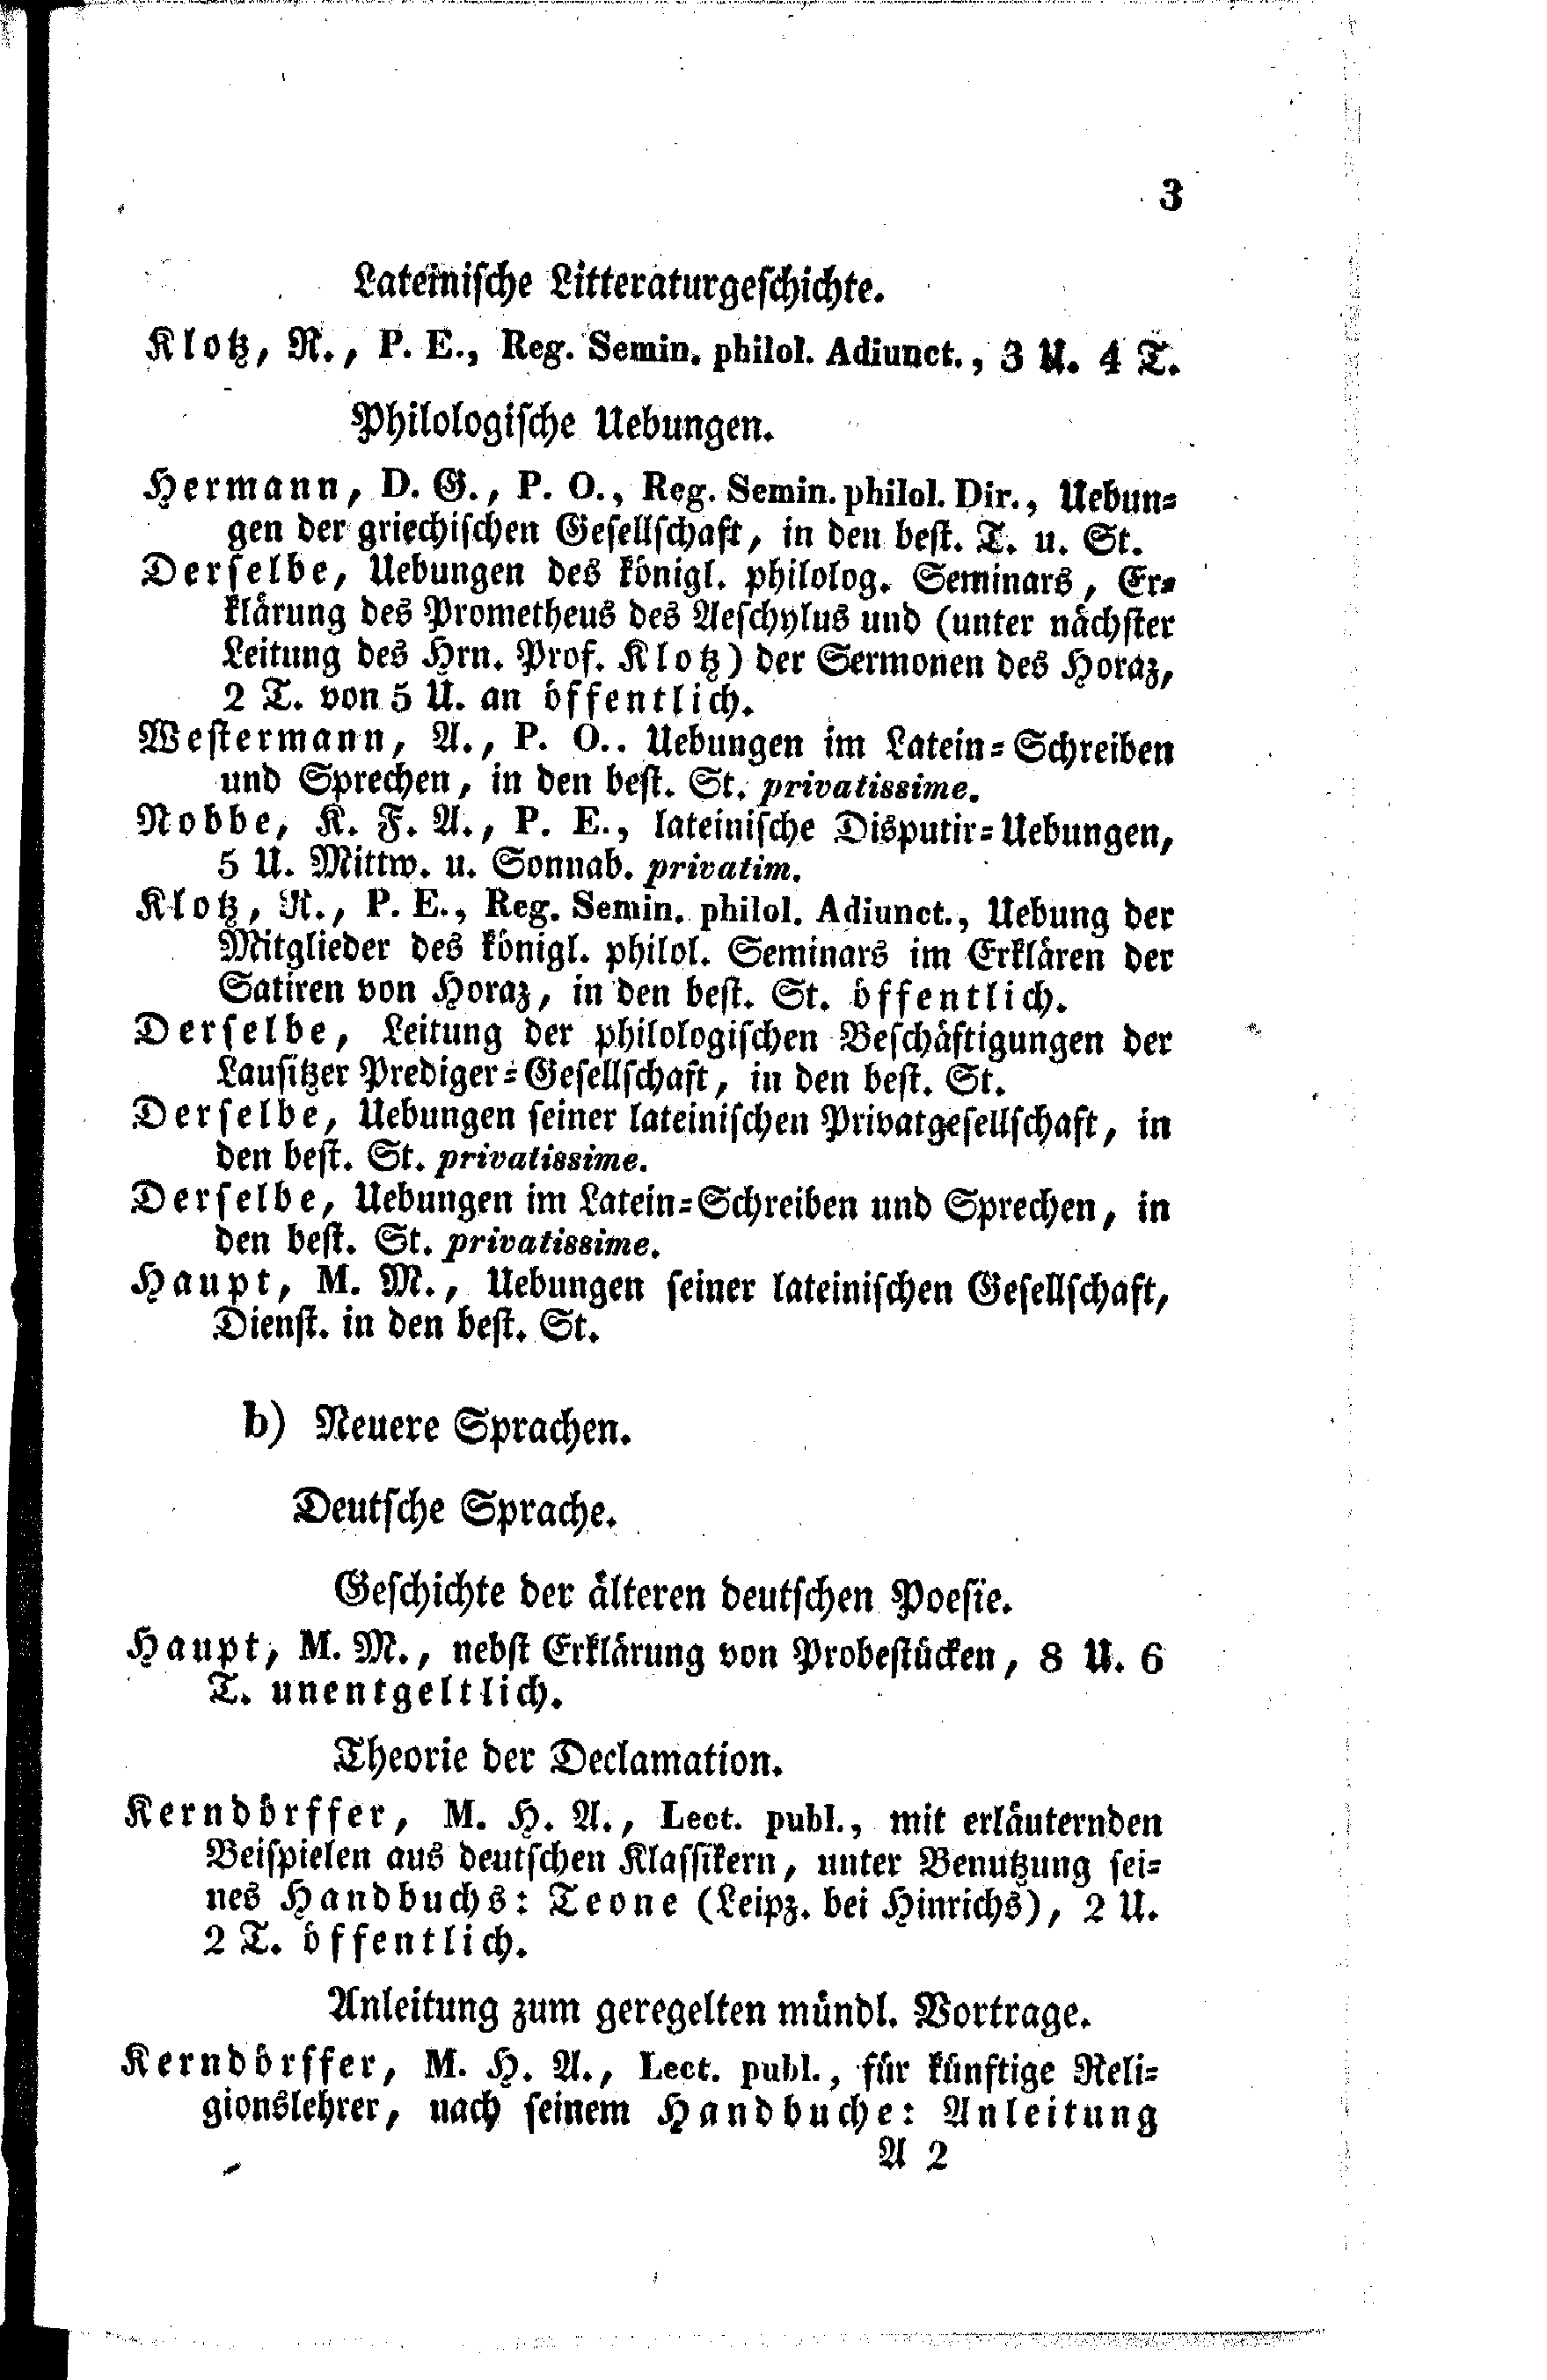 3
Lateinische Litteraturgeschichte.
Klotz, R., P. E., Reg. Semin. philol. Adiunct., 3 U. 4 T.
Philologische Uebungen.
Hermann, D. G., P. O., Reg. Semin. philol. Dir., Uebun-
gen der griechischen Gesellschaft, in den best. T. u. St.
Derselbe, Uebungen des königl. philolog. Seminars, Er-
klärung des Prometheus des Aeschylus und (unter nächster
Leitung des Hrn. Prof. Klotz) der Sermonen des Horaz,
2 T. von 5 U. an öffentlich.
Westermann, A., P. O.. Uebungen im Latein-Schreiben
und Sprechen, in den best. St. privatissime.
Nobbe, K. F. A., P. E., lateinische Disputir-Uebungen,
5 U. Mittw. u. Sonnab. privatim.
Klotz, R., P. E., Reg. Semin. philol. Adiunct., Uebung der
Mitglieder des königl. philol. Seminars im Erklären der
Satiren von Horaz, in den best. St. öffentlich.
Derselbe, Leitung der philologischen Beschäftigungen der
Lausitzer Prediger-Gesellschaft, in den best. St.
Derselbe, Uebungen seiner lateinischen Privatgesellschaft, in
den best. St. privatissime.
Derselbe, Uebungen im Latein-Schreiben und Sprechen, in
den best. St. privatissime.
Haupt, M. M., Uebungen seiner lateinischen Gesellschaft,
Dienst. in den best. St.
b) Neuere Sprachen.
Deutsche Sprache.
Geschichte der älteren deutschen Poesie.
Haupt, M. M., nebst Erklärung von Probestücken, 8 U. 6
T. unentgeltlich.
Theorie der Declamation.
Kerndörffer, M. H. A., Lect. publ., mit erläuternden
Beispielen aus deutschen Klassikern, unter Benutzung sei-
nes Handbuchs: Teone (Leipz. bei Hinrichs), 2 U.
2 T. öffentlich.
Anleitung zum geregelten mündl. Vortrage.
Kerndörffer, M. H. A., Lect. publ., für künftige Reli-
gionslehrer, nach seinem Handbuche: Anleitung
A 2